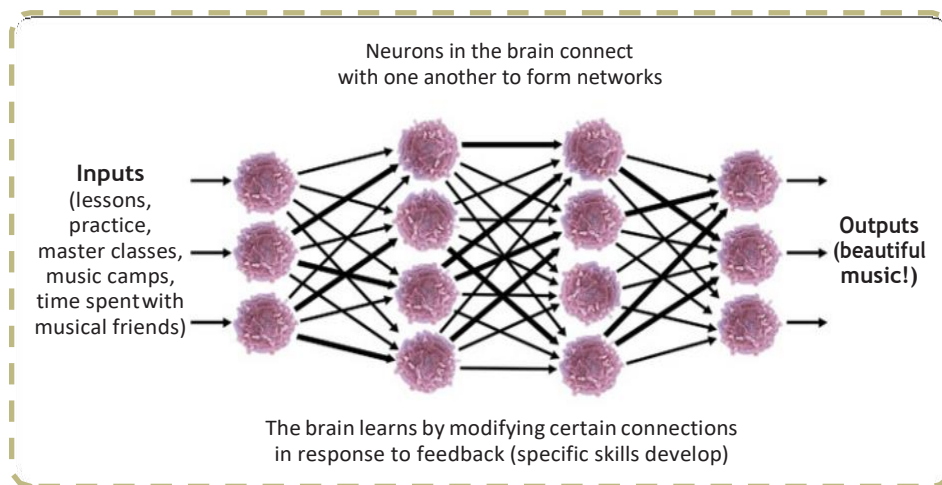 Neurons in the brain connect
with one another to form networks
Inputs
(lessons,
practice,
master classes,
music camps,
time spent with
musical friends)
Outputs
(beautiful
music!)
The brain learns by modifying certain connections
in response to feedback (specific skills develop)